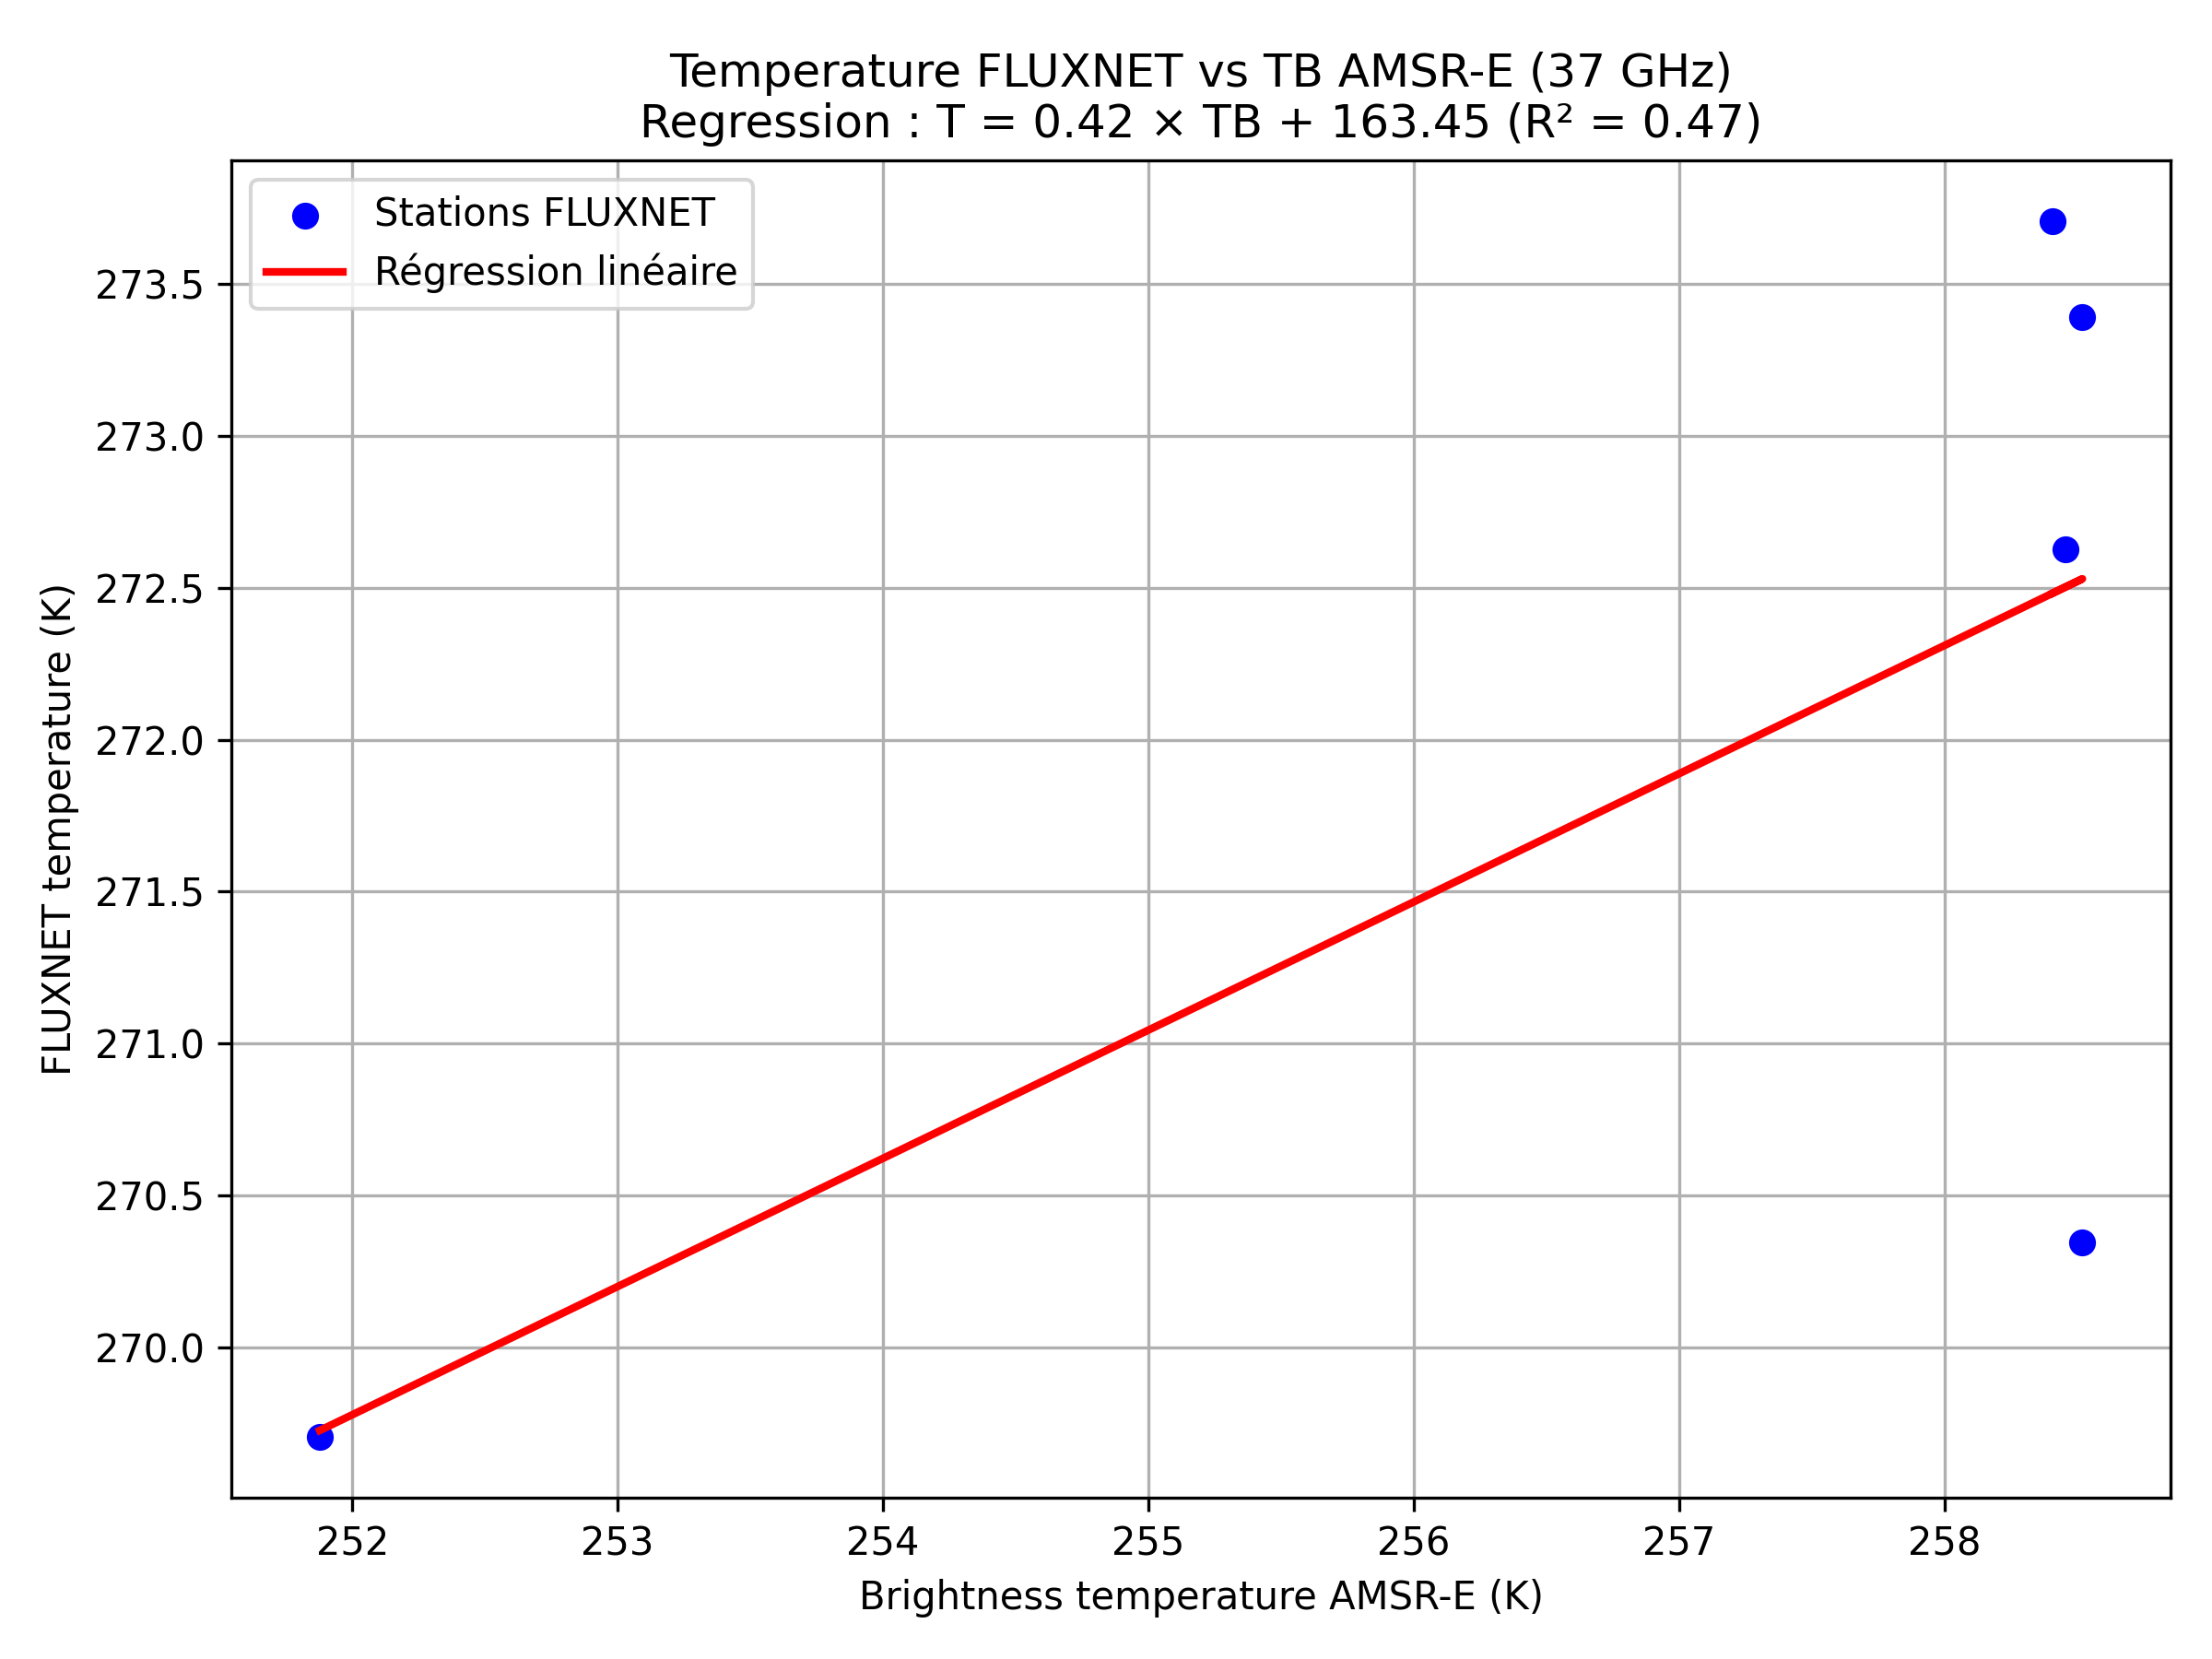 Temperature FLUXNET vs TB AMSR-E (37 GHz)
Regression : T = 0.42 × TB + 163.45 (R² = 0.47)
Stations FLUXNET
Régression linéaire
FLUXNET temperature (K)
273.5
273.0
272.5
272.0
271.5
271.0
270.5
270.0
252 253 254 255 256 257 258
Brightness temperature AMSR-E (K)